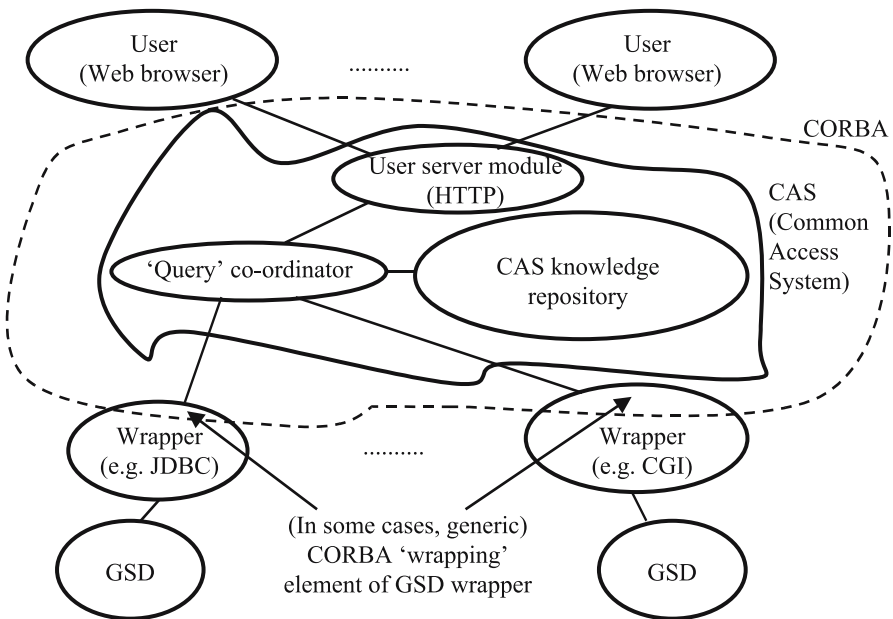 User
(Web browser)
..........
User
(Web browser)
CORBA
User server module
(HTTP)
CAS
(Common
Access
System)
‘Query’ co-ordinator
CAS knowledge
repository
Wrapper
(e.g. JDBC)
..........
Wrapper
(e.g. CGI)
(In some cases, generic)
CORBA ‘wrapping’
element of GSD wrapper
GSD
GSD